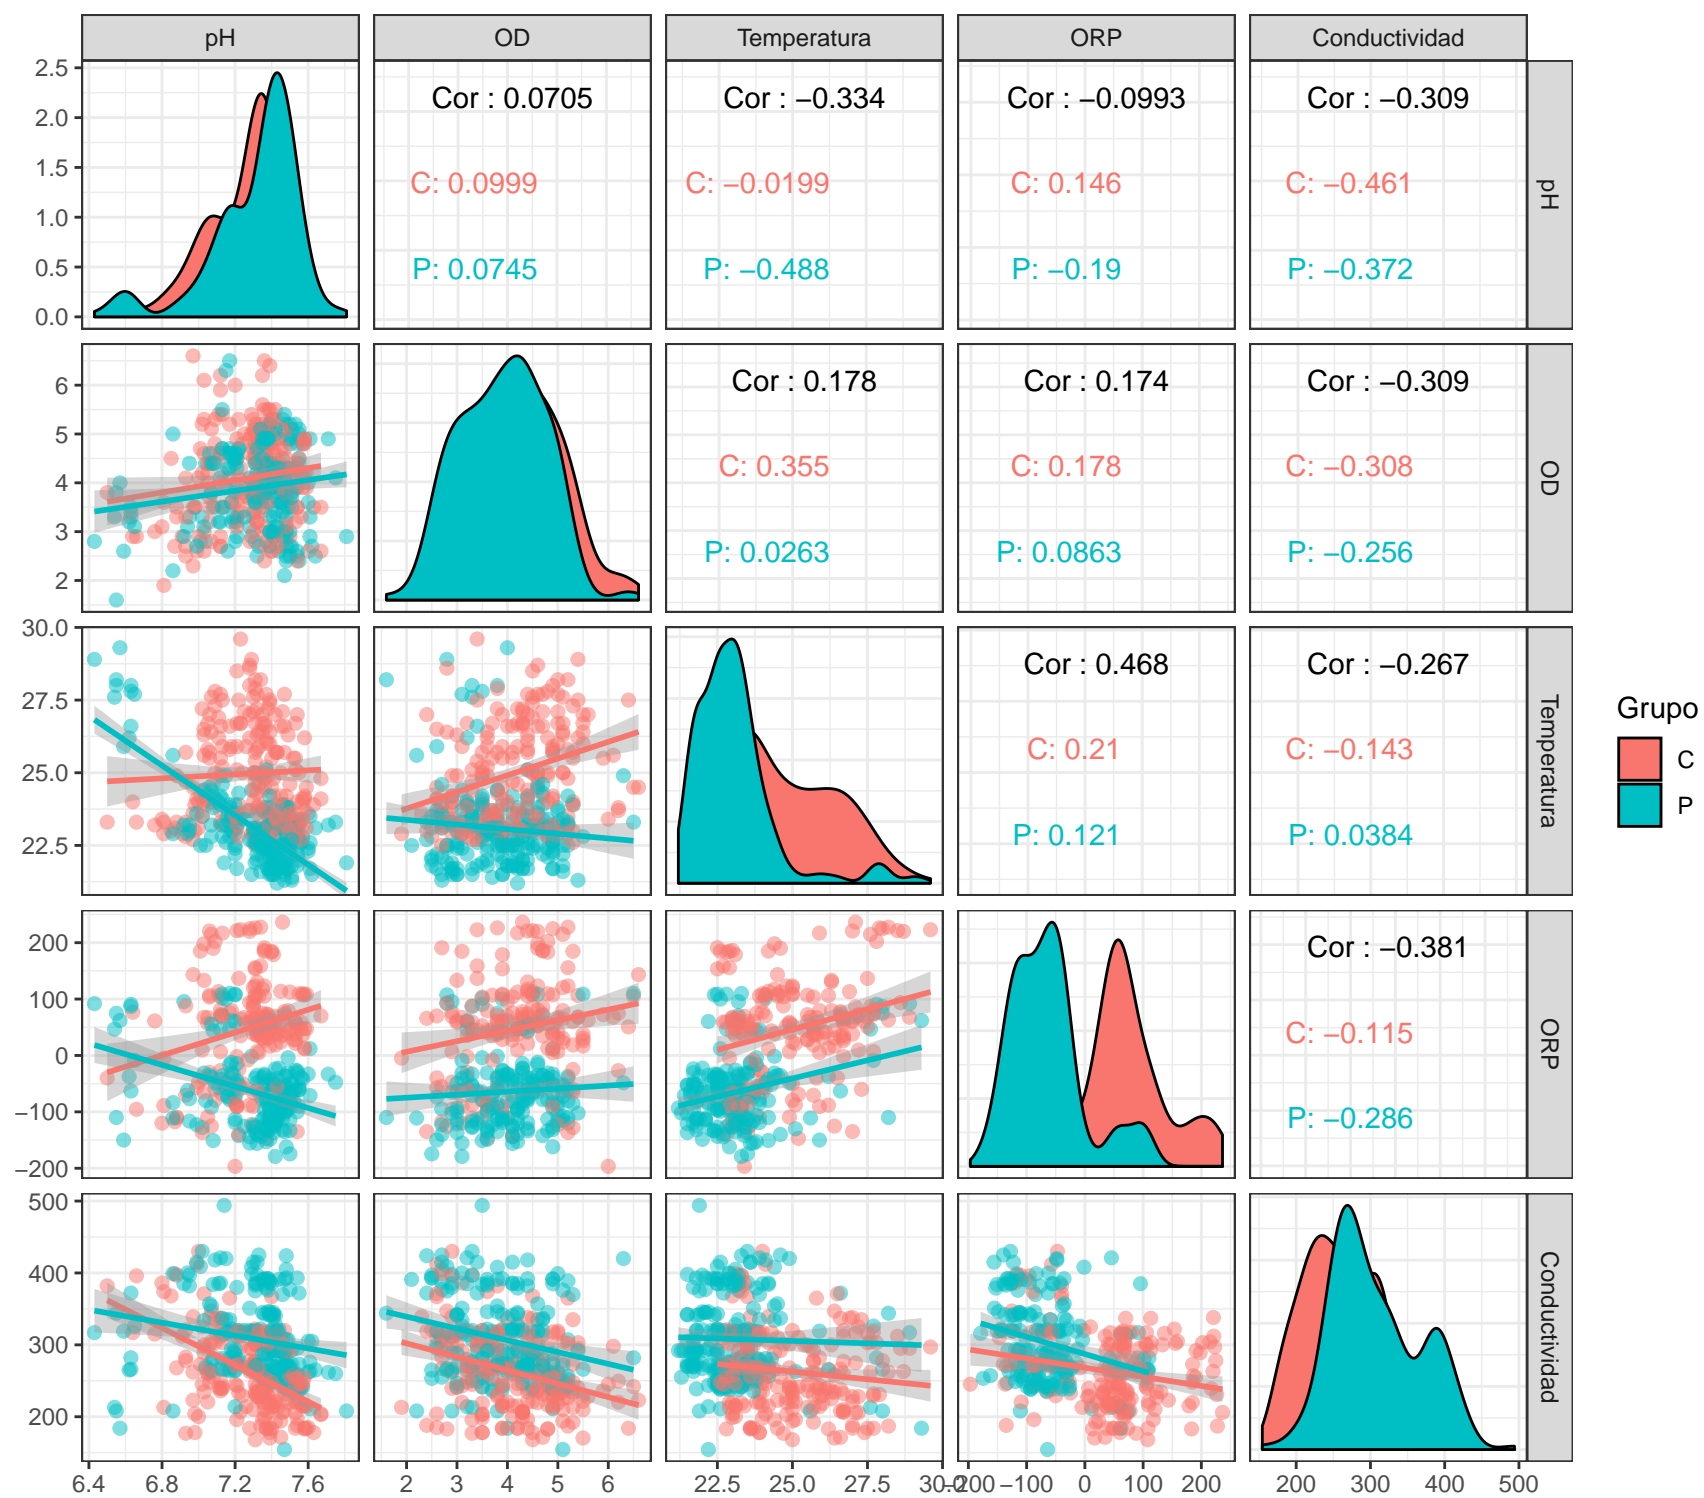 pH OD Temperatura ORP Conductividad
2.5
2.0
1.5
1.0
0.5
0.0
Cor : 0.0705
C: 0.0999
P: 0.0745
Cor : −0.334
C: −0.0199
P: −0.488
Cor : −0.0993
C: 0.146
P: −0.19
Cor : −0.309
C: −0.461
P: −0.372
pH
6
5
4
3
2
Cor : 0.178
C: 0.355
P: 0.0263
Cor : 0.174
C: 0.178
P: 0.0863
Cor : −0.309
C: −0.308
P: −0.256
OD
30.0
27.5
25.0
22.5
Cor : 0.468
C: 0.21
P: 0.121
Cor : −0.267
C: −0.143
P: 0.0384
Temperatura
200
100
0
−100
−200
Cor : −0.381
C: −0.115
P: −0.286
ORP
500
400
300
200
Conductividad
6.4 6.8 7.2 7.6
2 3 4 5 6
22.5 25.0 27.5 30.0
−200 −100 0 100 200
200 300 400 500
Grupo
C
P